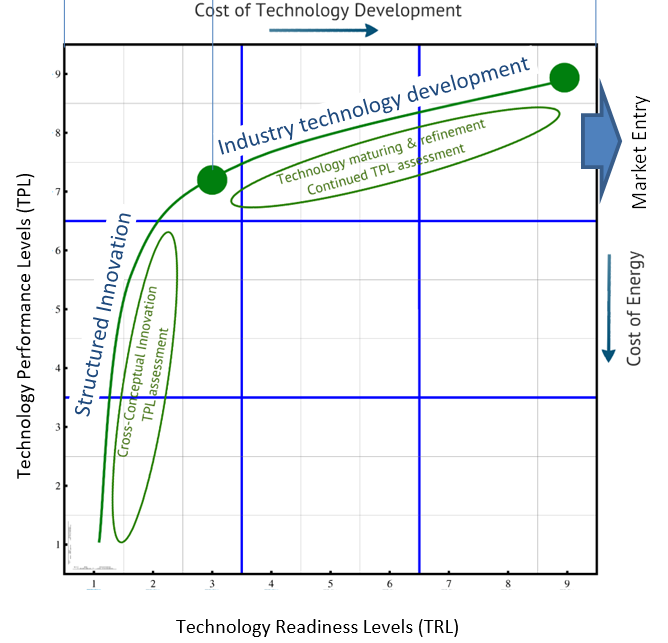 Cost of Technology Development
Industry technology development
Technology maturing & refinement
Continued TPL assessment
Market Entry
Cost of Energy
Structured Innovation
Cross-Conceptual Innovation
TPL assessment
Technology Performance Levels (TPL)
9
8
7
6
5
4
3
2
1
1 2 3 4 5 6 7 8 9
Technology Readiness Levels (TRL)